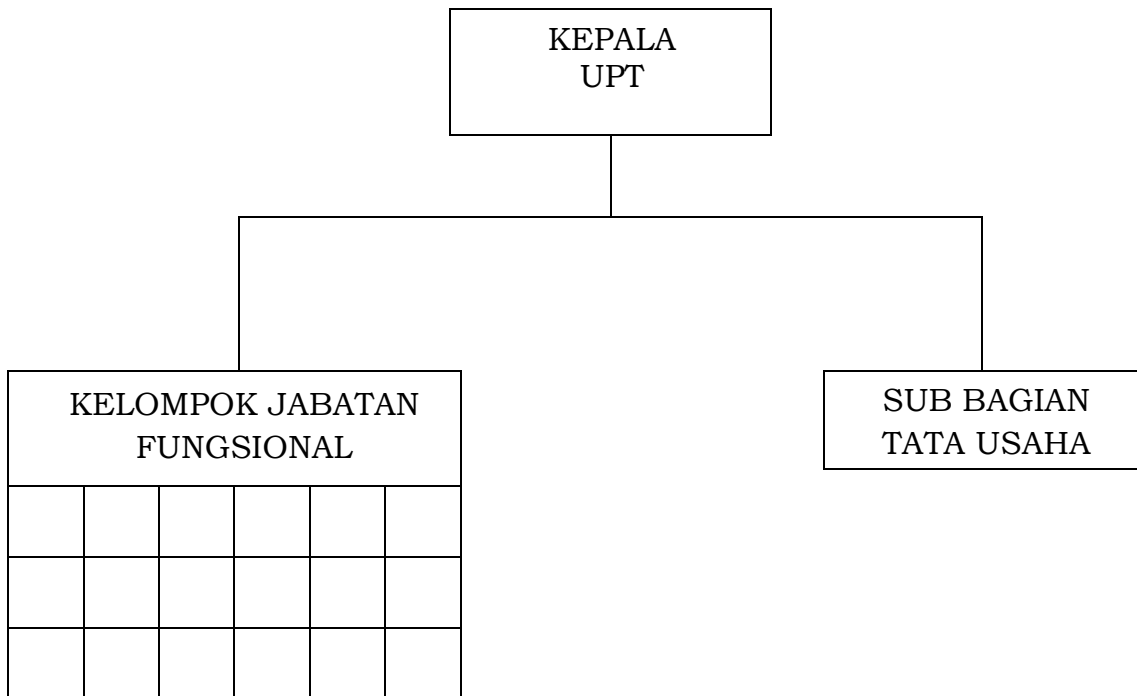 KEPALA
UPT
KELOMPOK JABATAN
FUNGSIONAL
SUB BAGIAN
TATA USAHA